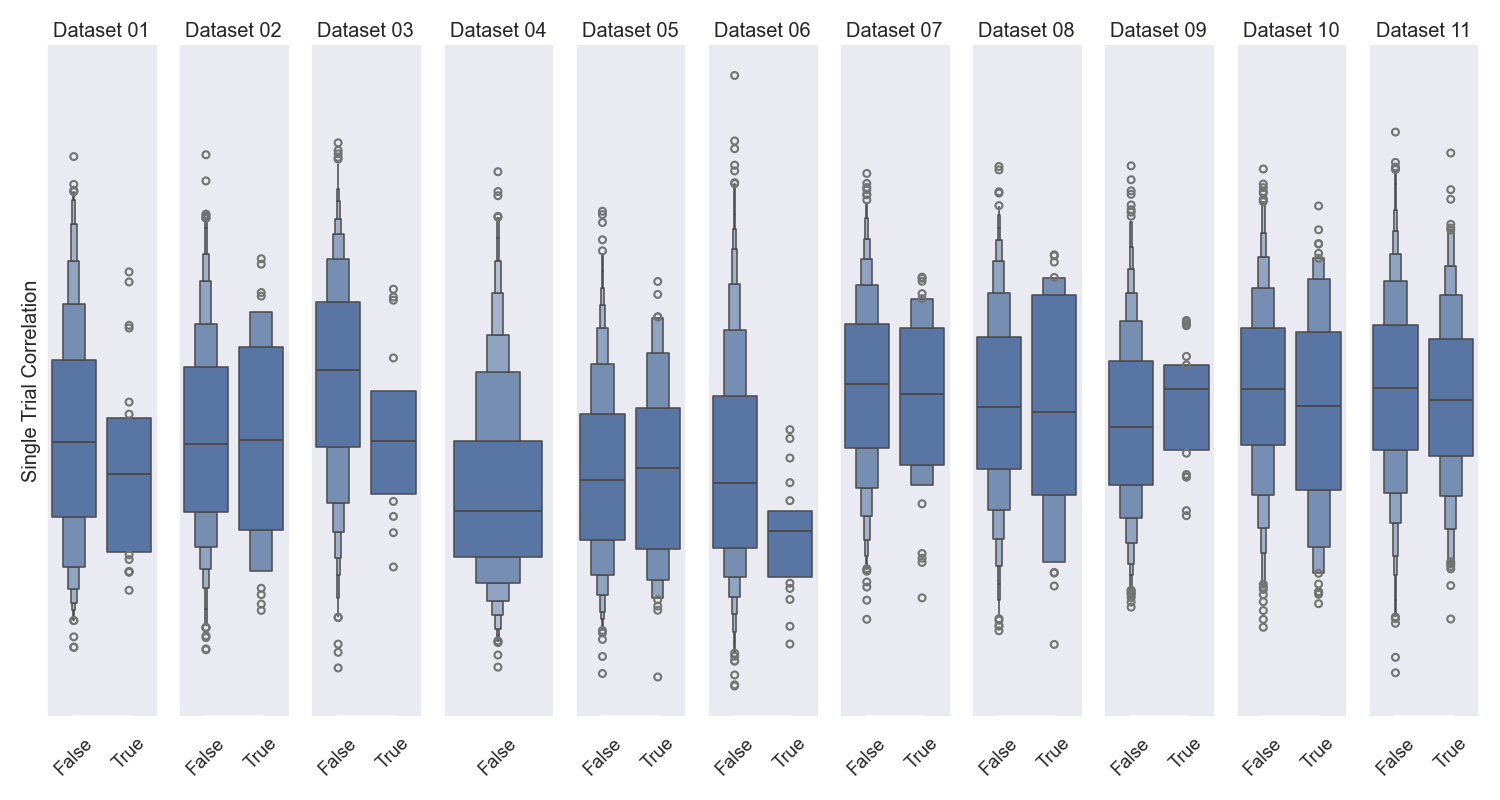 Dataset 01
Dataset 02
Dataset 03
Dataset 04
Dataset 05
Dataset 06
Dataset 07
Dataset 08
Dataset 09
Dataset 10
Dataset 11
Single Trial Correlation
False
True
False
True
False
True
False
False
True
False
True
False
True
False
True
False
True
False
True
False
True